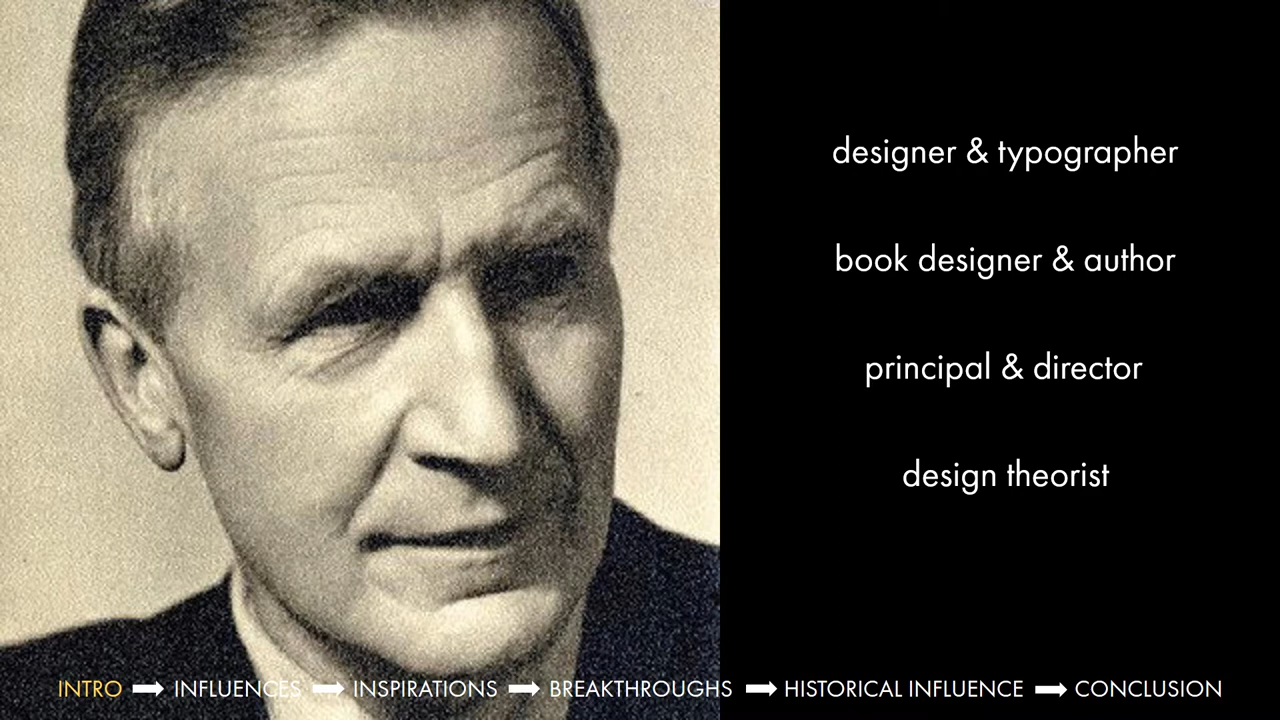 designer & typographer
book designer & author
principal & director
design theorist
INTRO INFLUENCES INSPIRATIONS BREAKTHROUGHS HISTORICAL INFLUENCE CONCLUSION